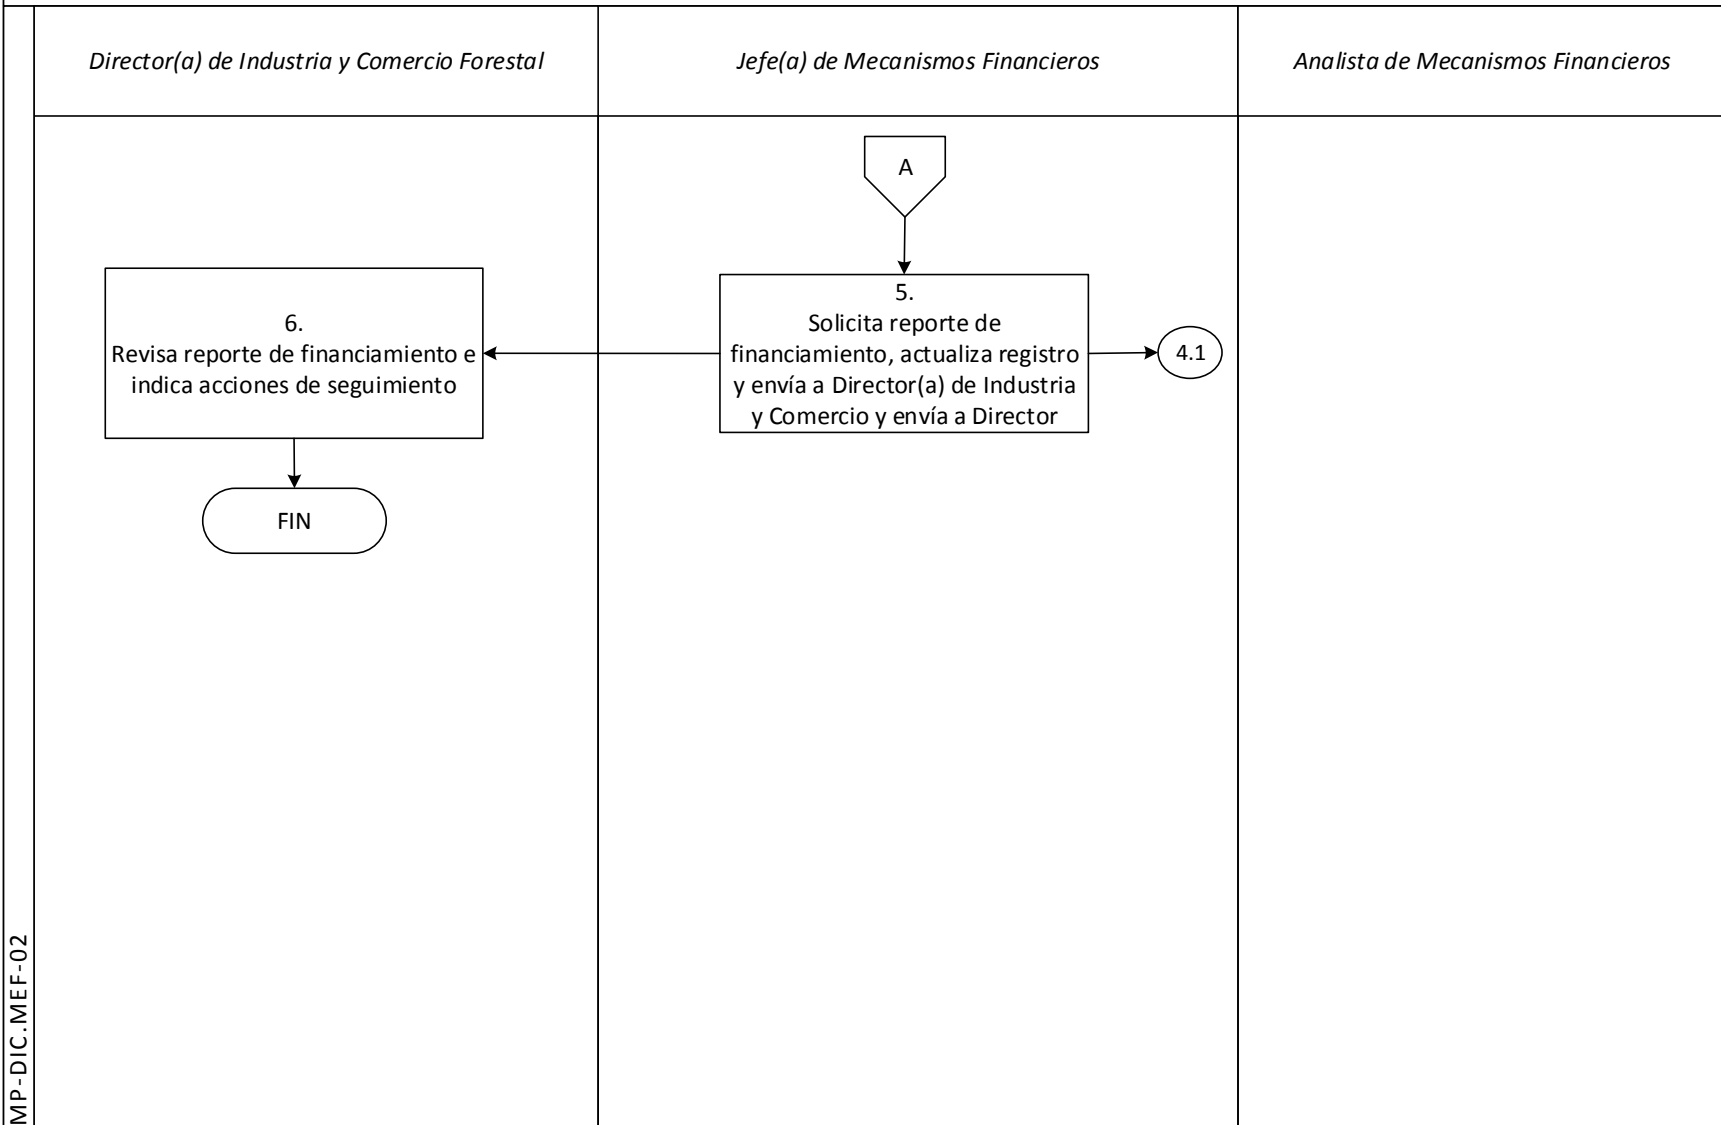 Director(a) de Industria y Comercio Forestal
Jefe(a) de Mecanismos Financieros
Analista de Mecanismos Financieros
A
5.
Solicita reporte de
financiamiento, actualiza registro
y envía a Director(a) de Industria
y Comercio y envía a Director
4.1
6.
Revisa reporte de financiamiento e
indica acciones de seguimiento
FIN
MP-DIC.MEF-02